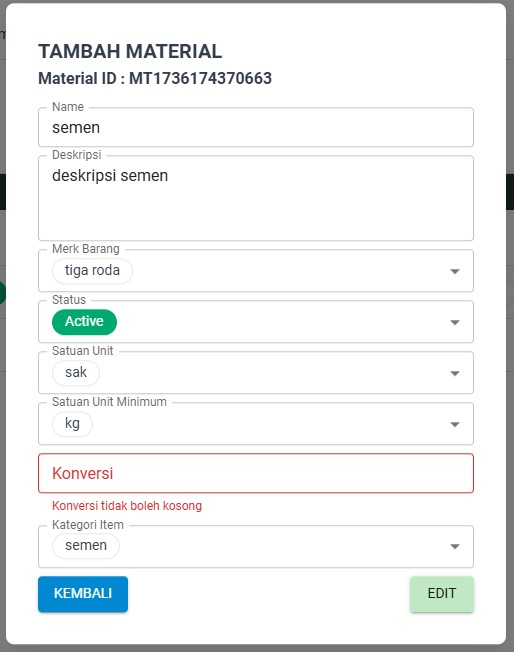 TAMBAH MATERIAL
Material ID : MT1736174370663
Name
semen
Deskripsi
deskripsi semen
Merk Barang
tiga roda
Status
Active
Satuan Unit
sak
Satuan Unit Minimum
kg
Konversi
Konversi tidak boleh kosong
Kategori Item
semen
KEMBALI
EDIT